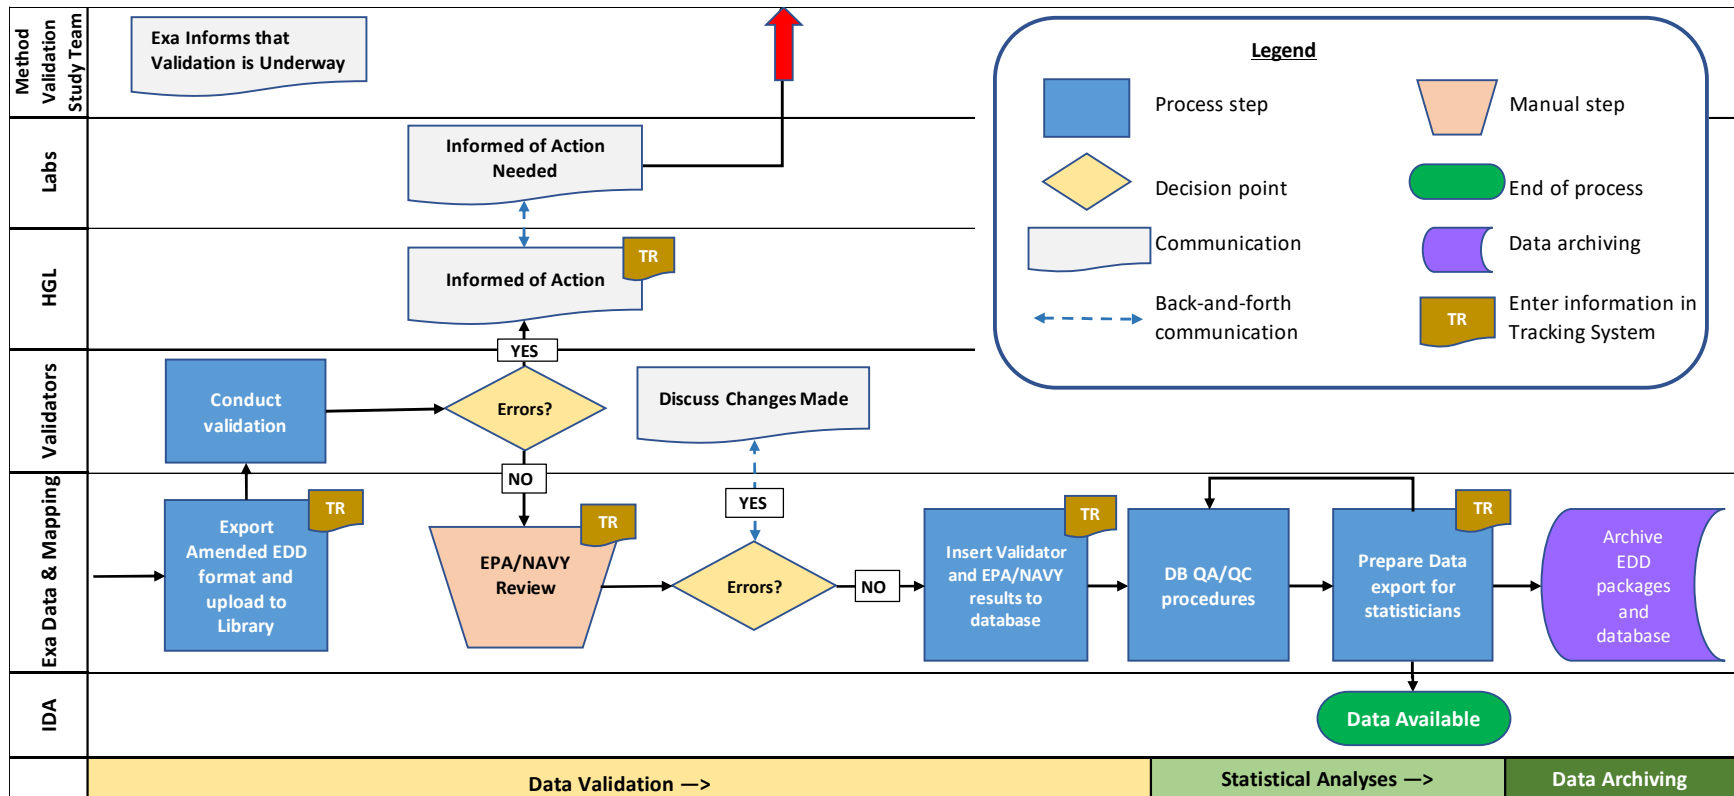 Method
Validation
Study Team
Exa Informs that
Validation is Underway
Legend
Process step
Manual step
Decision point
End of process
Communication
Data archiving
Back-and-forth
communication
TR
Enter information in
Tracking System
Labs
Informed of Action
Needed
HGL
Informed of Action
TR
YES
Validators
Conduct
validation
Errors?
Discuss Changes Made
NO
YES
Exa Data & Mapping
Export
Amended EDD
format and
upload to
Library
TR
EPA/NAVY
Review
TR
Errors?
NO
Insert Validator
and EPA/NAVY
results to
database
TR
DB QA/QC
procedures
Prepare Data
export for
statisticians
TR
Archive
EDD
packages
and
database
IDA
Data Available
Data Validation —>
Statistical Analyses —>
Data Archiving